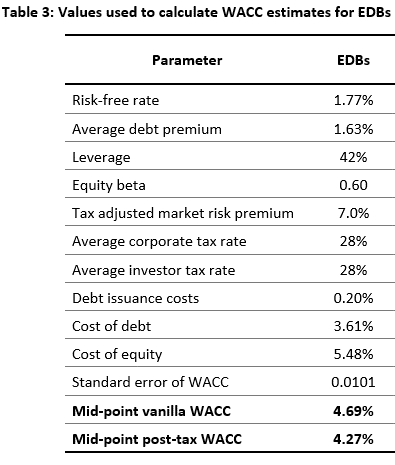 Table 3: Values used to calculate WACC estimates for EDBs
Parameter EDBs
Risk-free rate 1.77%
Average debt premium 1.63%
Leverage 42%
Equity beta 0.60
Tax adjusted market risk premium 7.0%
Average corporate tax rate 28%
Average investor tax rate 28%
Debt issuance costs 0.20%
Cost of debt 3.61%
Cost of equity 5.48%
Standard error of WACC 0.0101
Mid-point vanilla WACC 4.69%
Mid-point post-tax WACC 4.27%